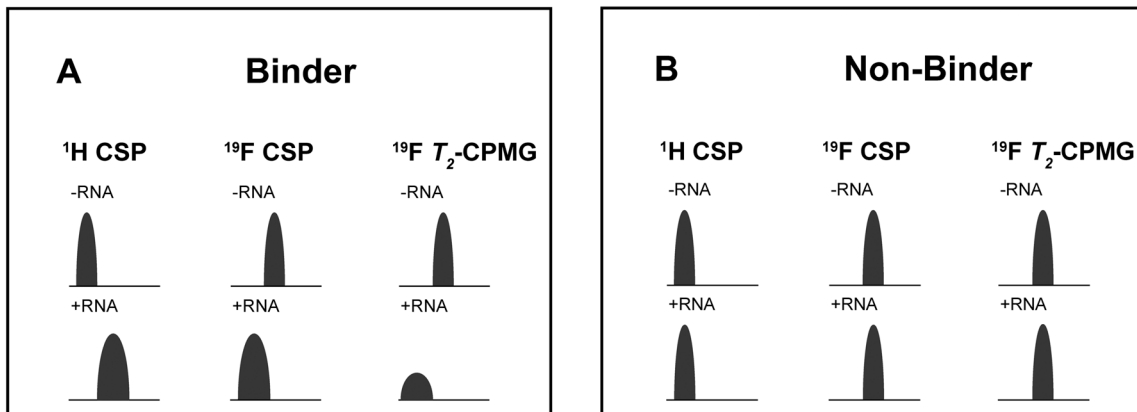 A Binder
¹H CSP ¹⁹F CSP ¹⁹F T₂-CPMG
-RNA -RNA -RNA
+RNA +RNA +RNA
B Non-Binder
¹H CSP ¹⁹F CSP ¹⁹F T₂-CPMG
-RNA -RNA -RNA
+RNA +RNA +RNA